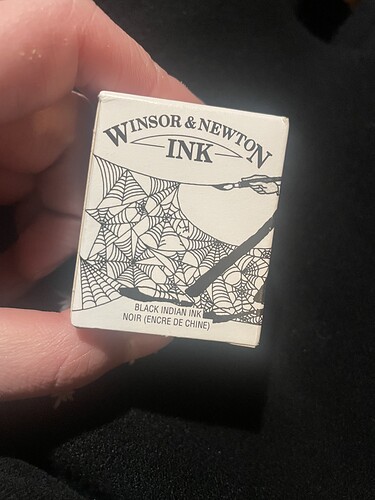 WINSOR & NEWTON
INK
BLACK INDIAN INK
NOIR (ENCRE DE CHINE)